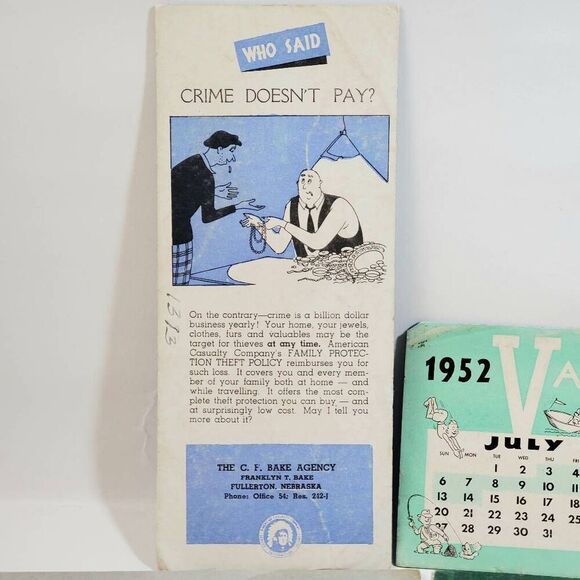 WHO SAID
CRIME DOESN'T PAY?
1313
On the contrary—crime is a billion dollar
business yearly! Your home, your jewels,
clothes, furs and valuables may be
the target for thieves at any time. American
Casualty Company's FAMILY PROTEC-
TION THEFT POLICY reimburses you for
such loss. It covers you and every mem-
ber of your family both at home — and
while travelling. It offers the most com-
plete theft protection you can buy — and
at surprisingly low cost. May I tell you
more about it?
THE C. F. BAKE AGENCY
FRANKLYN T. BAKE
FULLERTON, NEBRASKA
Phone: Office 54; Res. 212-J
1952 VA
JULY
SUN MON TUE WED THU FRI
1 2 3 4
6 7 8 9 10 11
13 14 15 16 17 18
20 21 22 23 24 25
27 28 29 30 31